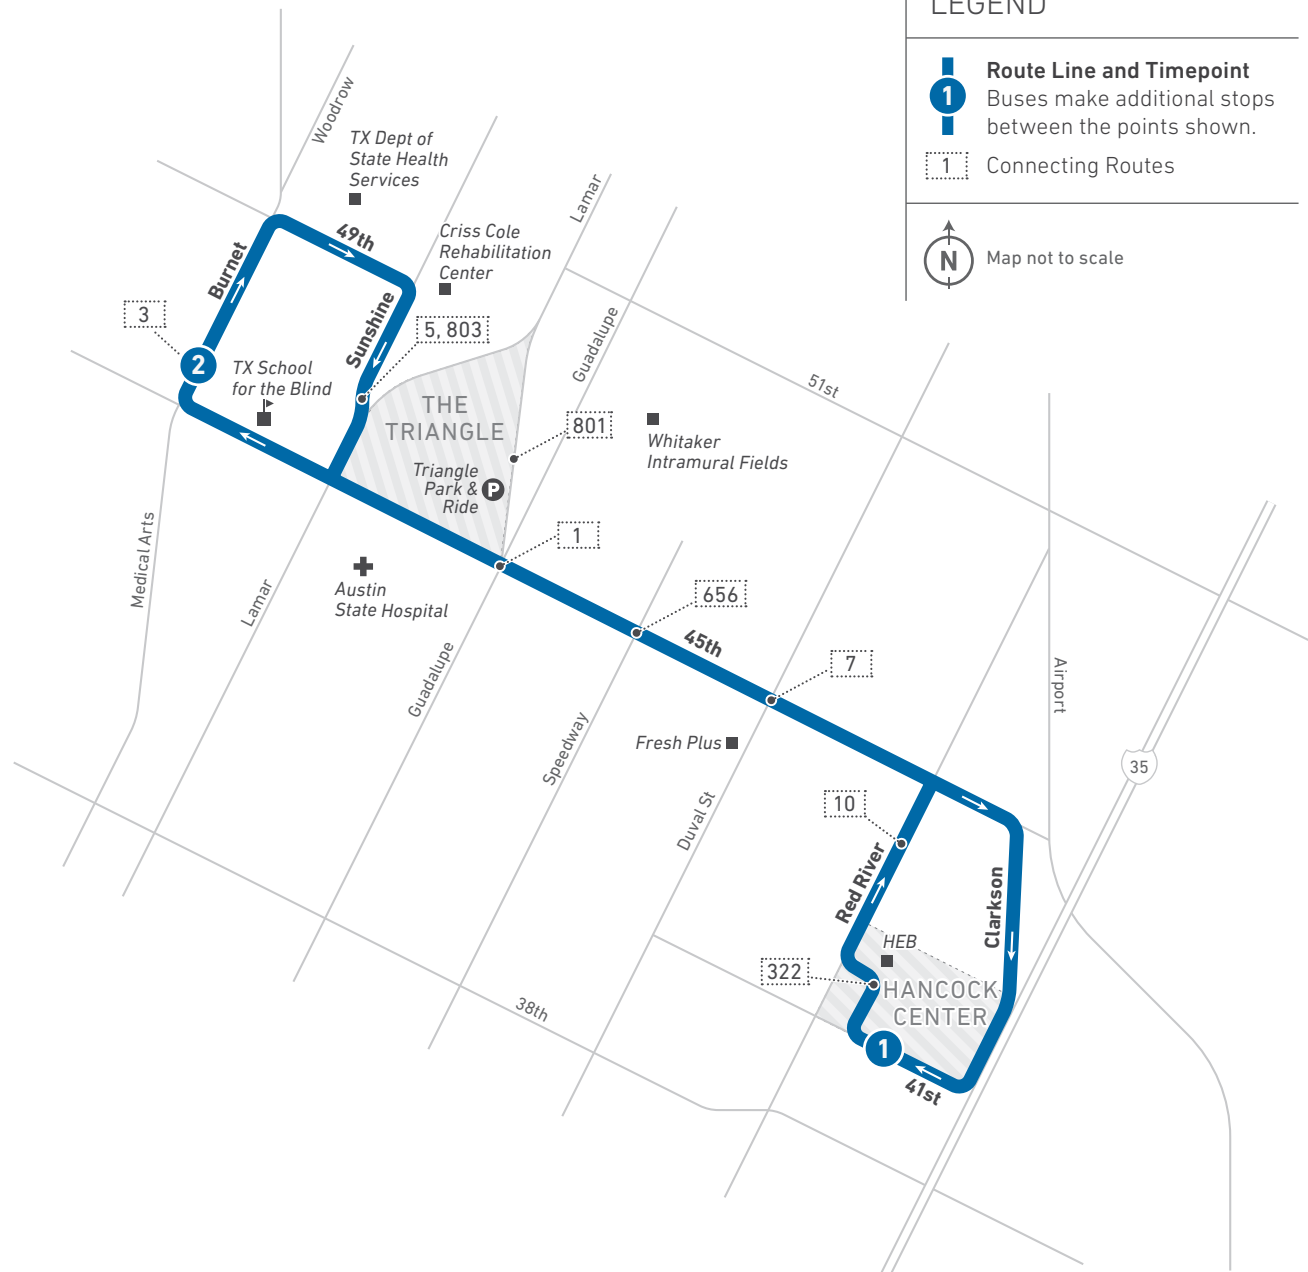 LEGEND
1
Route Line and Timepoint
Buses make additional stops
between the points shown.
1
Connecting Routes
N
Map not to scale
Woodrow
TX Dept of
State Health
Services
Lamar
49th
Criss Cole
Rehabilitation
Center
Burnet
3
Sunshine
5, 803
Guadalupe
2
TX School
for the Blind
51st
THE
TRIANGLE
801
Whitaker
Intramural Fields
Triangle
Park &
Ride
P
Medical Arts
1
Austin
State Hospital
Lamar
656
45th
Guadalupe
7
Airport
Speedway
Fresh Plus
35
Duval St
10
Red River
Clarkson
HEB
322
HANCOCK
CENTER
38th
1
41st